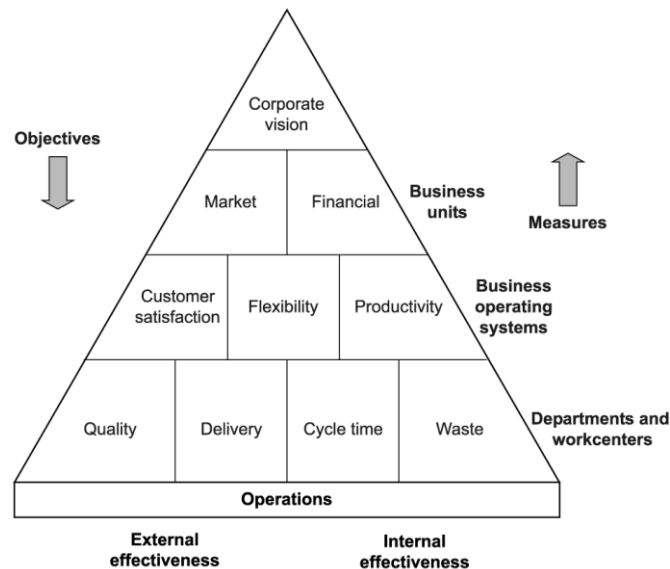 Corporate
vision
Objectives
Market
Financial
Business
units
Measures
Customer
satisfaction
Flexibility
Productivity
Business
operating
systems
Quality
Delivery
Cycle time
Waste
Departments and
workcenters
Operations
External
effectiveness
Internal
effectiveness